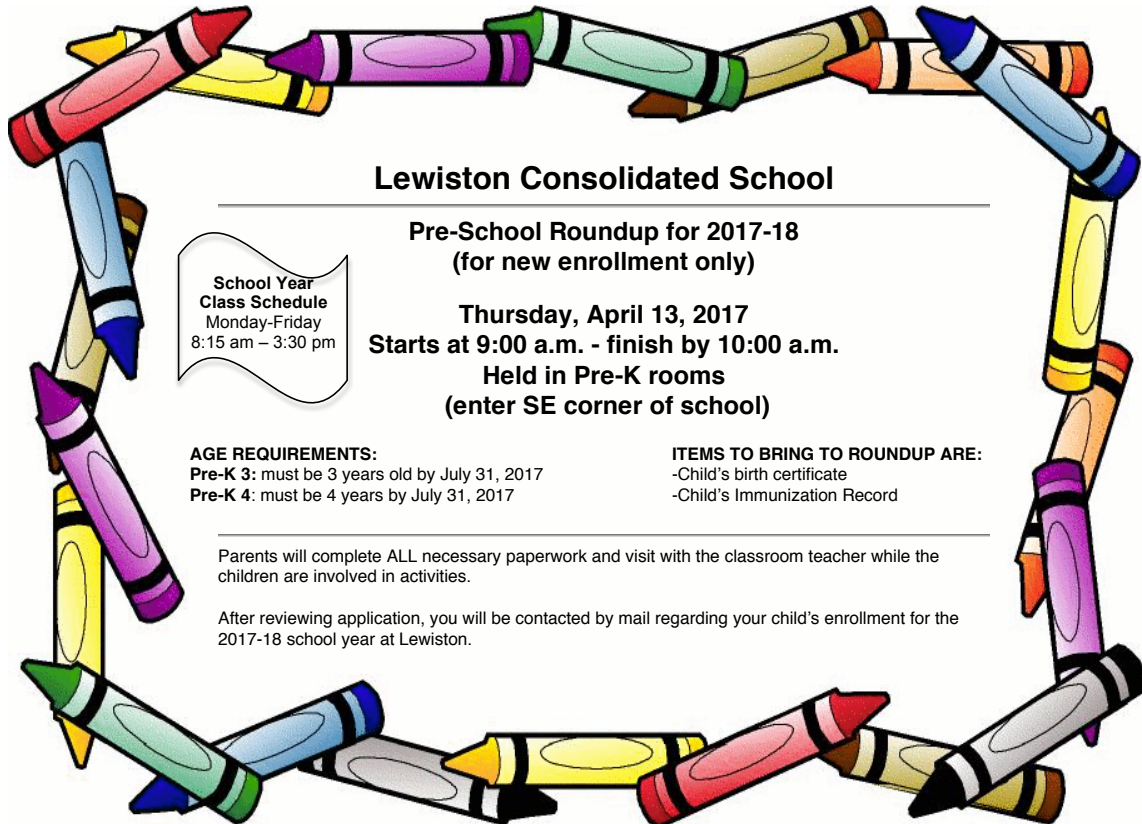 Lewiston Consolidated School
Pre-School Roundup for 2017-18
(for new enrollment only)
School Year
Class Schedule
Monday-Friday
8:15 am – 3:30 pm
Thursday, April 13, 2017
Starts at 9:00 a.m. - finish by 10:00 a.m.
Held in Pre-K rooms
(enter SE corner of school)
AGE REQUIREMENTS:
Pre-K 3: must be 3 years old by July 31, 2017
Pre-K 4: must be 4 years by July 31, 2017
ITEMS TO BRING TO ROUNDUP ARE:
-Child’s birth certificate
-Child’s Immunization Record
Parents will complete ALL necessary paperwork and visit with the classroom teacher while the
children are involved in activities.
After reviewing application, you will be contacted by mail regarding your child’s enrollment for the
2017-18 school year at Lewiston.